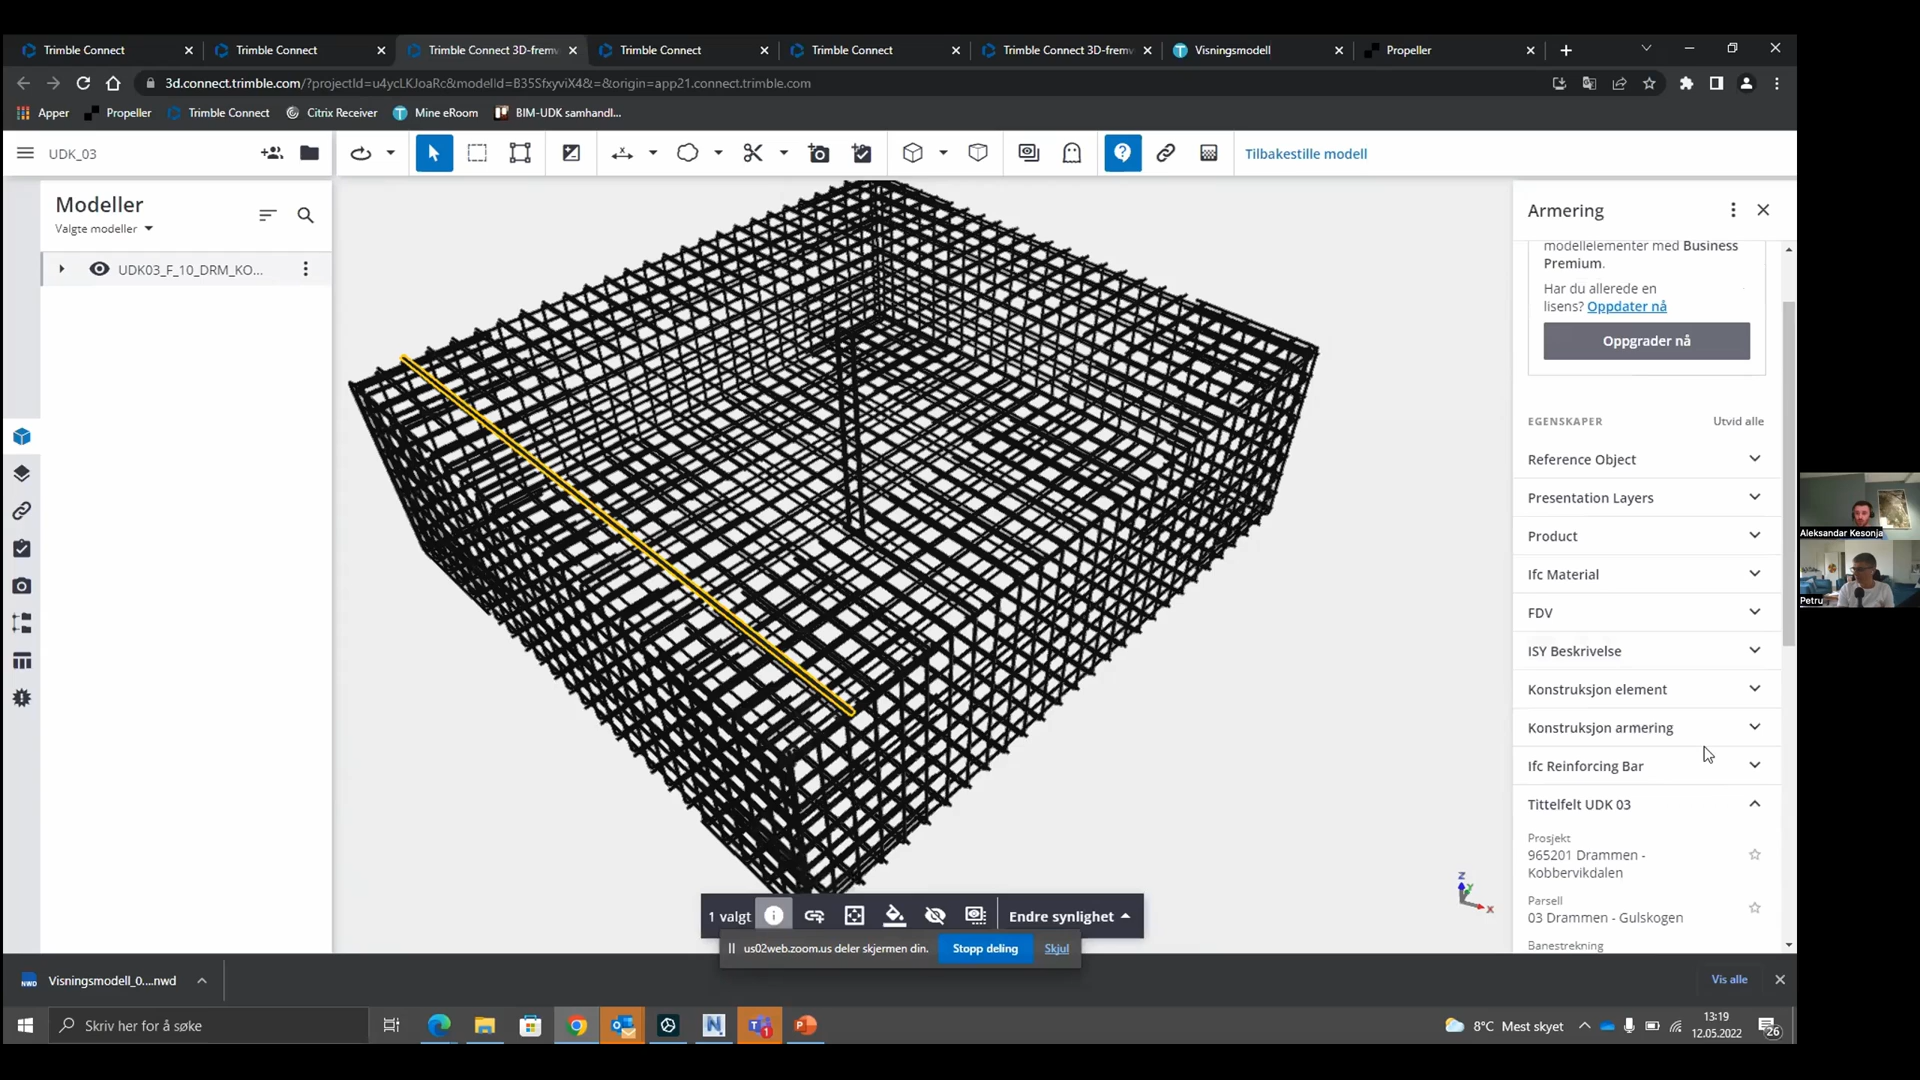 Trimble Connect
Trimble Connect
Trimble Connect 3D-fremv
Trimble Connect
Trimble Connect
Trimble Connect 3D-fremv
Visningsmodell
Propeller
3d.connect.trimble.com/?projectId=u4ycLKJoaRc&modelId=B35SfxyviX4&=&origin=app21.connect.trimble.com
Apper
Propeller
Trimble Connect
Citrix Receiver
Mine eRoom
BIM-UDK samhandl...
UDK_03
Tilbakestille modell
Modeller
Valgte modeller
UDK03_F_10_DRM_KO...
Armering
modellelementer med Business
Premium.
Har du allerede en
lisens? Oppdater nå
Oppgrader nå
EGENSKAPER
Utvid alle
Reference Object
Presentation Layers
Product
Ifc Material
FDV
ISY Beskrivelse
Konstruksjon element
Konstruksjon armering
Ifc Reinforcing Bar
Tittelfelt UDK 03
Prosjekt
965201 Drammen -
Kobbervikdalen
Parsell
03 Drammen - Gulskogen
Banestrekning
Aleksandar Kesonja
Petru
Z
Y
X
1 valgt
Endre synlighet
us02web.zoom.us deler skjermen din.
Stopp deling
Skjul
NWD
Visningsmodell_0....nwd
Vis alle
Skriv her for å søke
8°C Mest skyet
13:19
12.05.2022
26